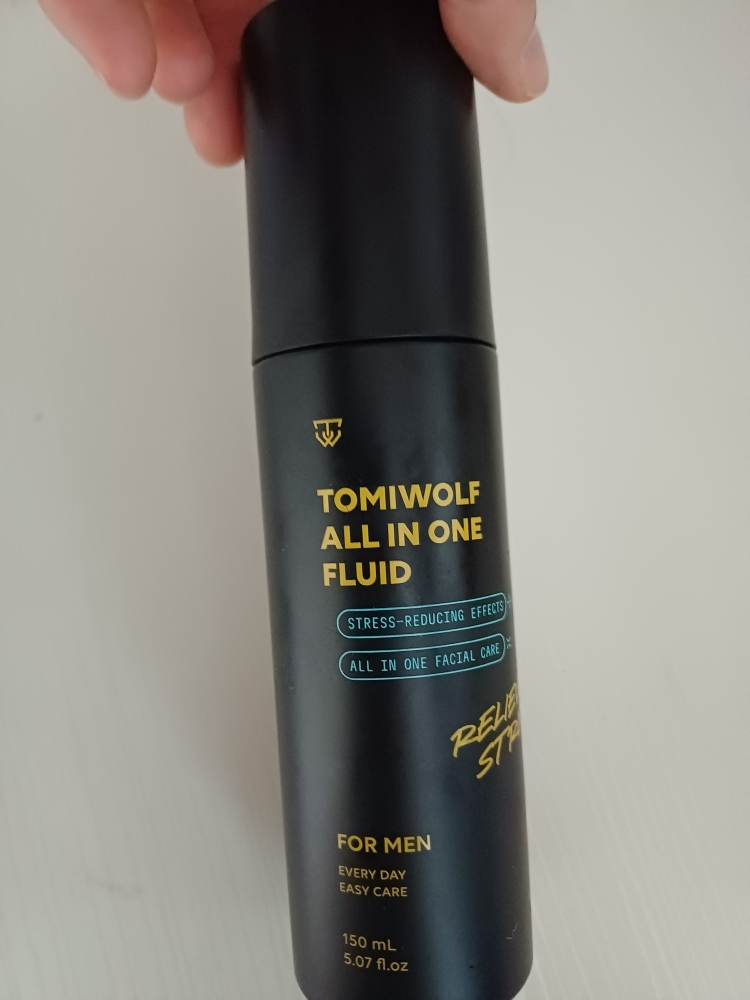 TOMIWOLF
ALL IN ONE
FLUID
STRESS-REDUCING EFFECTS
ALL IN ONE FACIAL CARE
FOR MEN
EVERY DAY
EASY CARE
150 mL
5.07 fl.oz